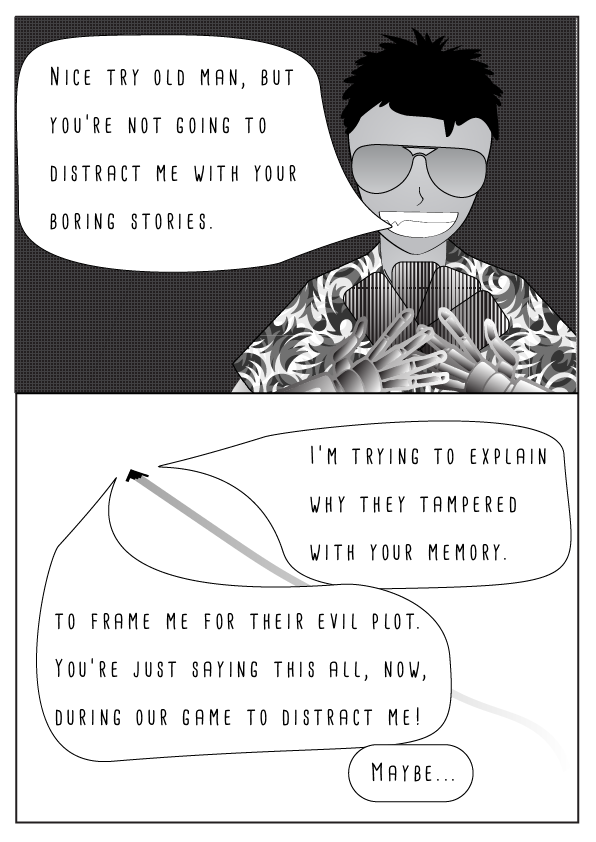 Nice try old man, but
you're not going to
distract me with your
boring stories.
I'm trying to explain
why they tampered
with your memory.
to frame me for their evil plot.
You're just saying this all, now,
during our game to distract me!
Maybe...